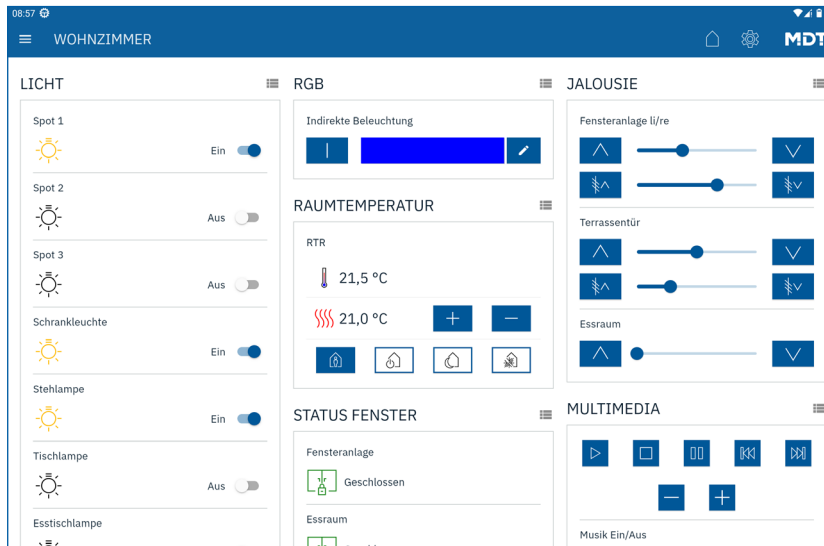 08:57
WOHNZIMMER
MDT
LICHT
Spot 1
Ein
Spot 2
Aus
Spot 3
Aus
Schrankleuchte
Ein
Stehlampe
Ein
Tischlampe
Aus
Esstischlampe
RGB
Indirekte Beleuchtung
RAUMTEMPERATUR
RTR
21,5 °C
21,0 °C
STATUS FENSTER
Fensteranlage
Geschlossen
Essraum
JALOUSIE
Fensteranlage li/re
Terrassentür
Essraum
MULTIMEDIA
Musik Ein/Aus